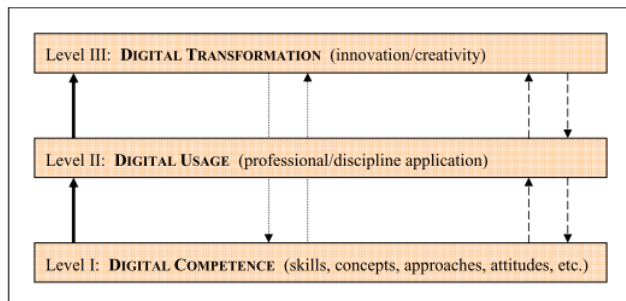 Level III: DIGITAL TRANSFORMATION (innovation/creativity)
Level II: DIGITAL USAGE (professional/discipline application)
Level I: DIGITAL COMPETENCE (skills, concepts, approaches, attitudes, etc.)